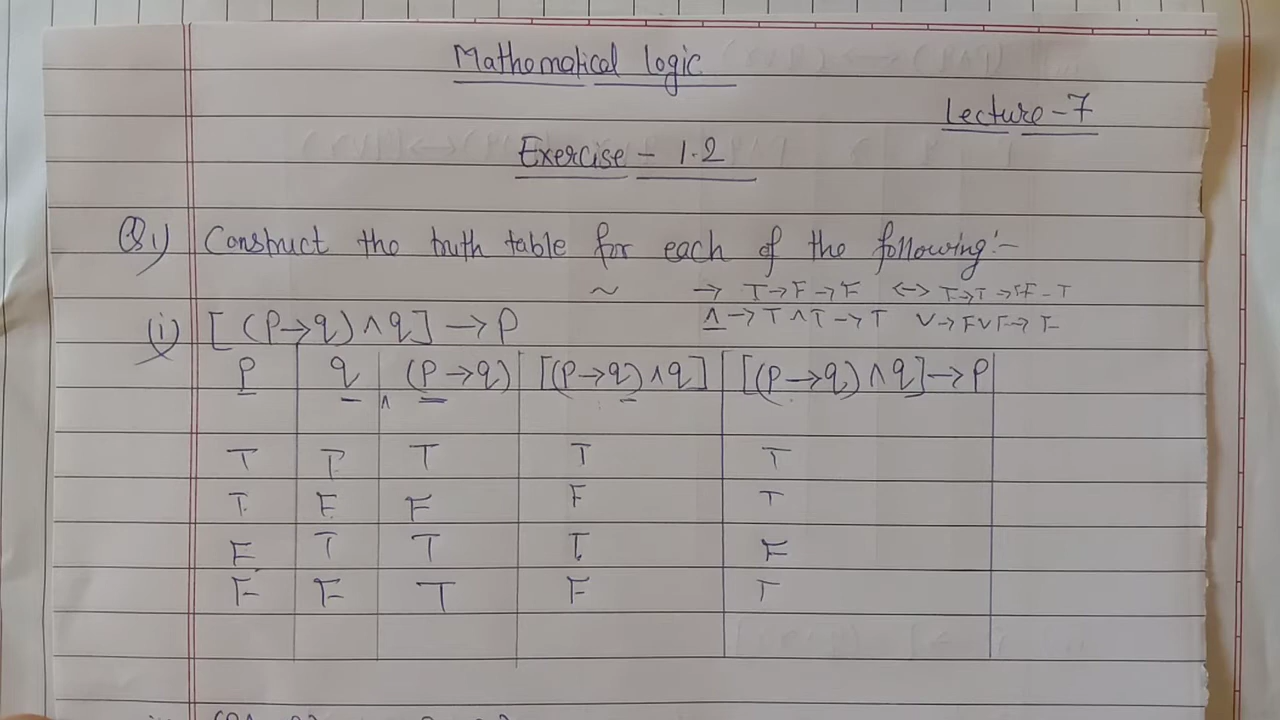 Mathematical logic
Lecture-7
Exercise - 1.2
Q1) Construct the truth table for each of the following:-
~ → T→F→F ↔ T→T→FF-T
∧→T∧T→T ∨→F∨F→F
(i) [(P→q)∧q]→P
P q ∧ (P→q) [(P→q)∧q] [(P→q)∧q]→P
T T T T T
T F F F T
F T T T F
F F T F